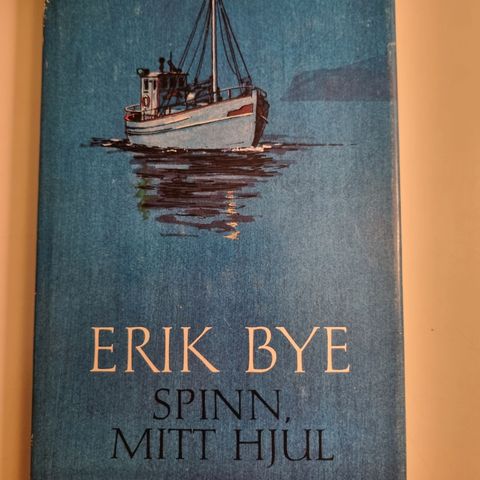 ERIK BYE
SPINN,
MITT HJUL